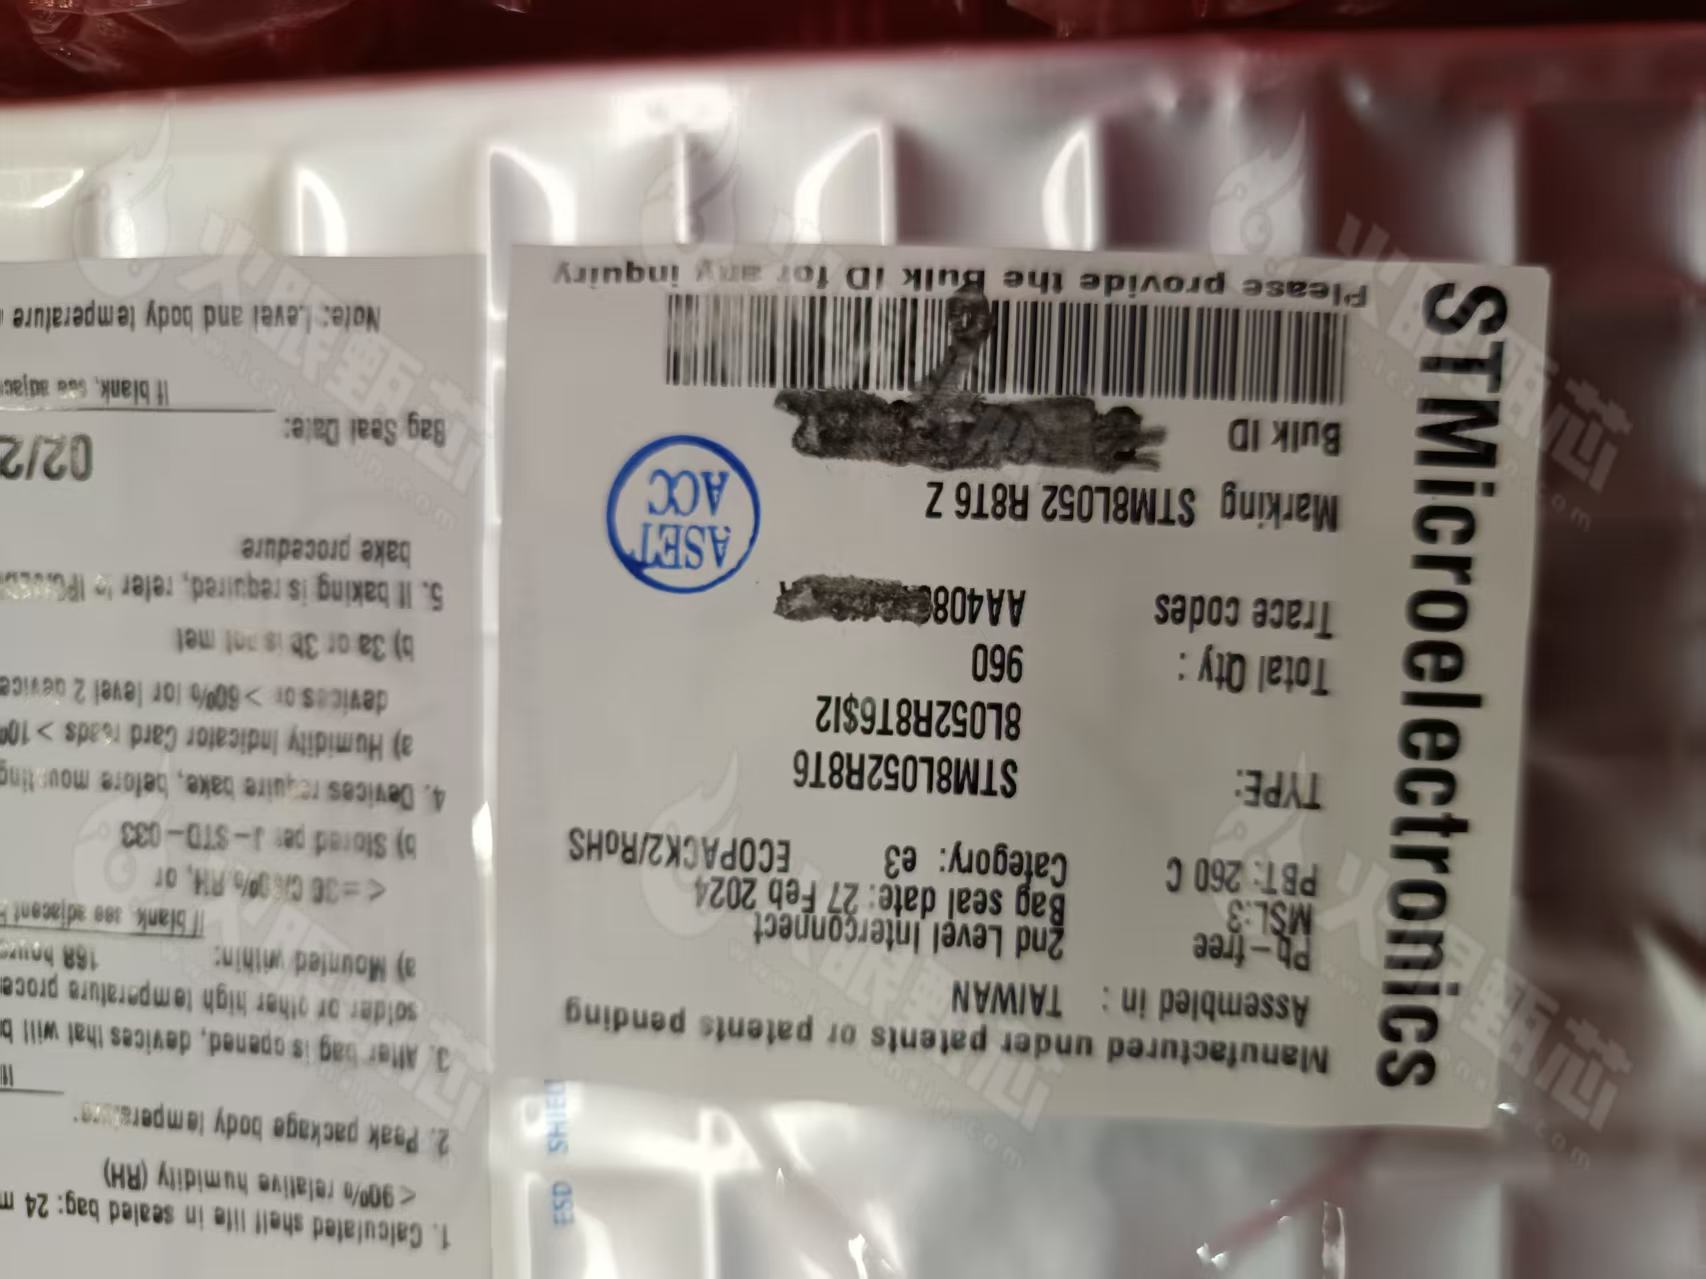 STMicroelectronics
Manufactured under patents or patents pending
Assembled in : TAIWAN
Pb-free 2nd Level Interconnect
MSL:3 Bag seal date: 27 Feb 2024
PBT: 260 C Category: e3 ECOPACK2/RoHS
TYPE: STM8L052R8T6
8L052R8T6$I2
Total Qty : 960
Trace codes AA408
Marking STM8L052 R8T6 Z
Bulk ID
Please provide the Bulk ID for any inquiry
ASET
ACC
ESD SHIELD
1. Calculated shelf life in sealed bag: 24
<90% relative humidity (RH)
2. Peak package body temperature:
3. After bag is opened, devices that will
solder or other high temperature
a) Mounted within: 168 hours
If blank, see adjacent
<=30 C/60% RH, or
b) Stored per J-STD-033
4. Devices require bake, before mounting
a) Humidity Indicator Card reads >
devices or >60% for level 2
b) 3a or 3b is not met
5. If baking is required, refer to
bake procedure
Bag Seal Date: 02/2
If blank, see
Note: Level and body temperature
火眼甄芯